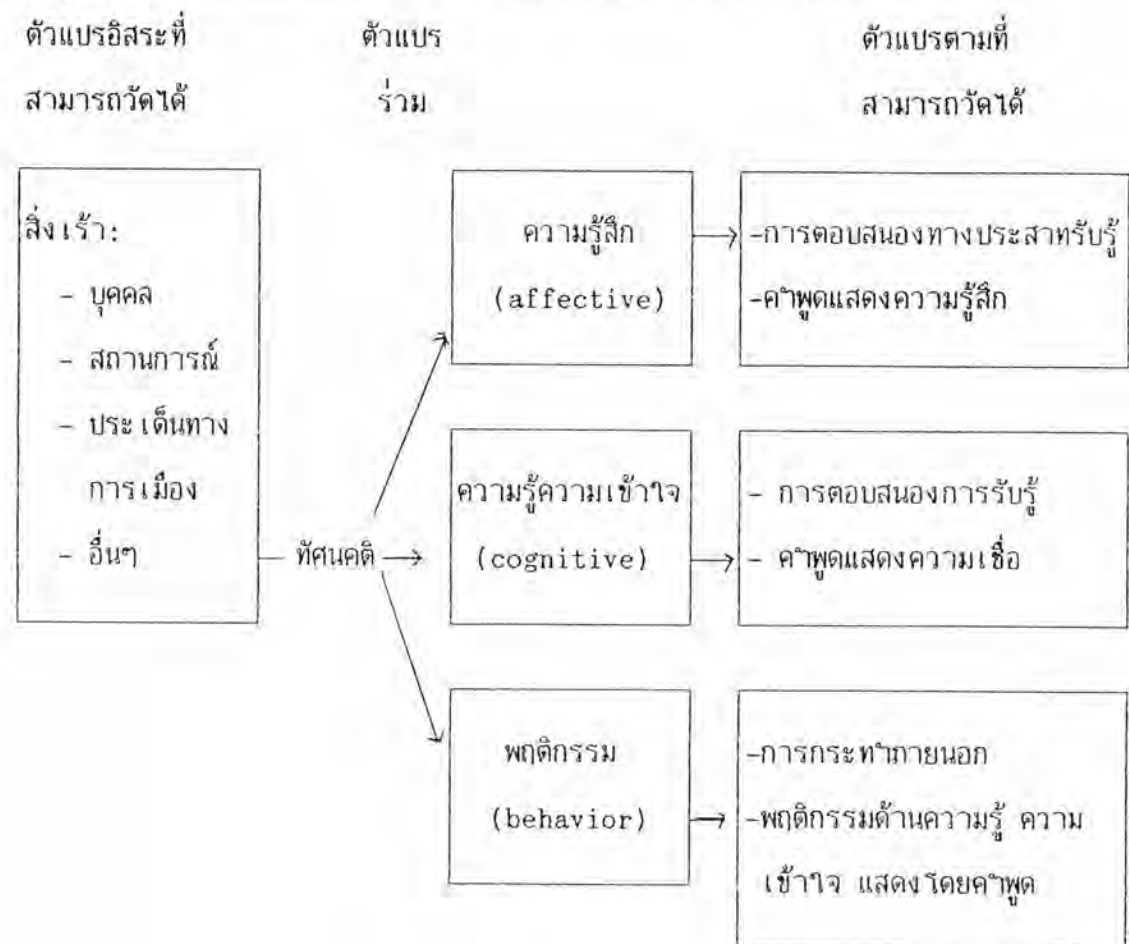 ตัวแปรอิสระที่
สามารถวัดได้
ตัวแปร
ร่วม
ตัวแปรตามที่
สามารถวัดได้
สิ่งเร้า:
- บุคคล
- สถานการณ์
- ประเด็นทาง
การเมือง
- อื่นๆ
ทัศนคติ
ความรู้สึก
(affective)
-การตอบสนองทางประสาทรับรู้
-คำพูดแสดงความรู้สึก
ความรู้ความเข้าใจ
(cognitive)
- การตอบสนองการรับรู้
- คำพูดแสดงความเชื่อ
พฤติกรรม
(behavior)
-การกระทำภายนอก
-พฤติกรรมด้านความรู้ ความ
เข้าใจ แสดงโดยคำพูด